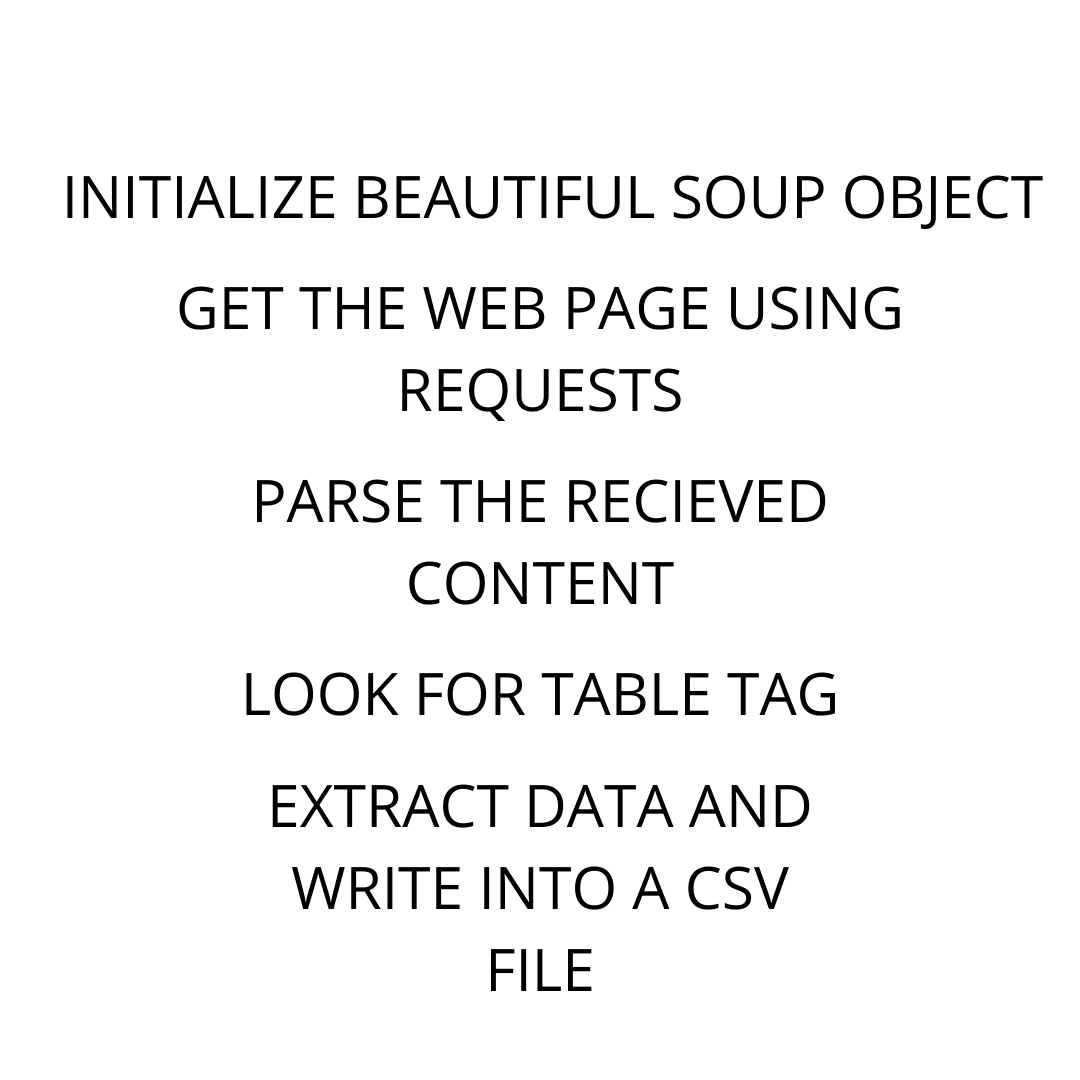 INITIALIZE BEAUTIFUL SOUP OBJECT
GET THE WEB PAGE USING
REQUESTS
PARSE THE RECIEVED
CONTENT
LOOK FOR TABLE TAG
EXTRACT DATA AND
WRITE INTO A CSV
FILE